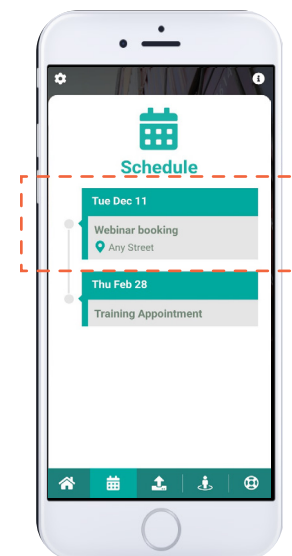 Schedule
Tue Dec 11
Webinar booking
Any Street
Thu Feb 28
Training Appointment